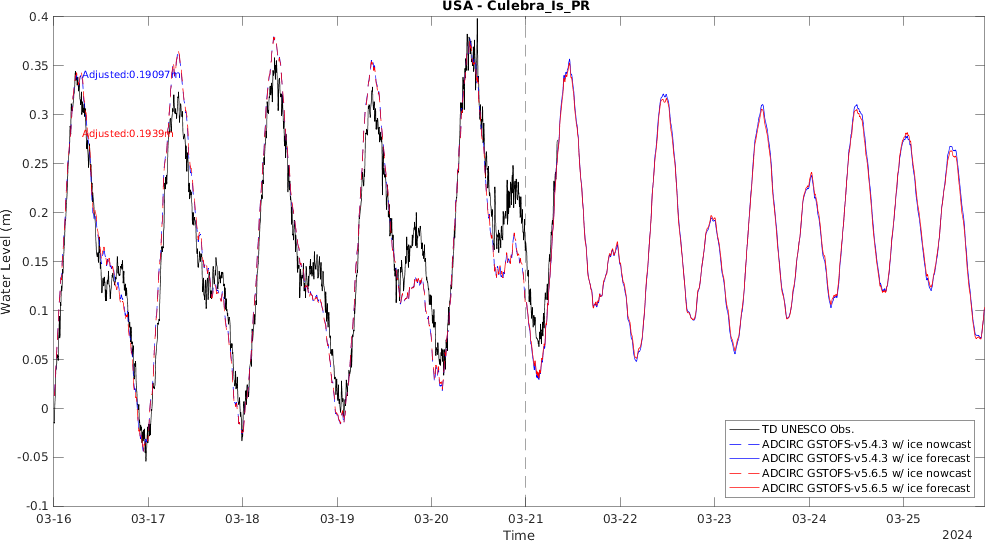 USA - Culebra_Is_PR
0.4
0.35
0.3
0.25
0.2
0.15
0.1
0.05
0
-0.05
-0.1
Water Level (m)
Adjusted:0.19097m
Adjusted:0.1939m
TD UNESCO Obs.
ADCIRC GSTOFS-v5.4.3 w/ ice nowcast
ADCIRC GSTOFS-v5.4.3 w/ ice forecast
ADCIRC GSTOFS-v5.6.5 w/ ice nowcast
ADCIRC GSTOFS-v5.6.5 w/ ice forecast
03-16 03-17 03-18 03-19 03-20 03-21 03-22 03-23 03-24 03-25
Time
2024